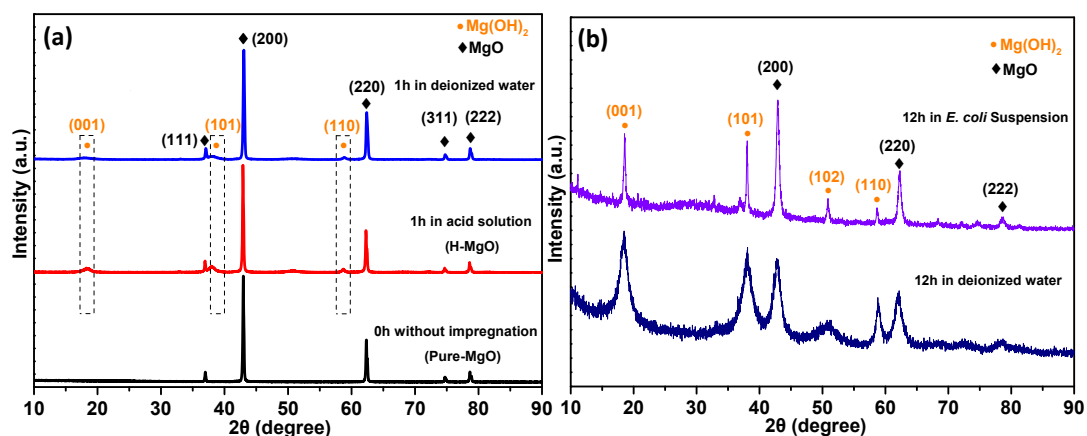 (a)
● Mg(OH)2
◆ MgO
◆ (200)
1h in deionized water
(220)
(001)
(111)
(101)
(110)
(311)
(222)
1h in acid solution
(H-MgO)
0h without impregnation
(Pure-MgO)
Intensity (a.u.)
10 20 30 40 50 60 70 80 90
2θ (degree)
(b)
● Mg(OH)2
◆ MgO
(200)
(001)
(101)
12h in E. coli Suspension
(220)
(102)
(110)
(222)
12h in deionized water
Intensity (a.u.)
10 20 30 40 50 60 70 80 90
2θ (degree)